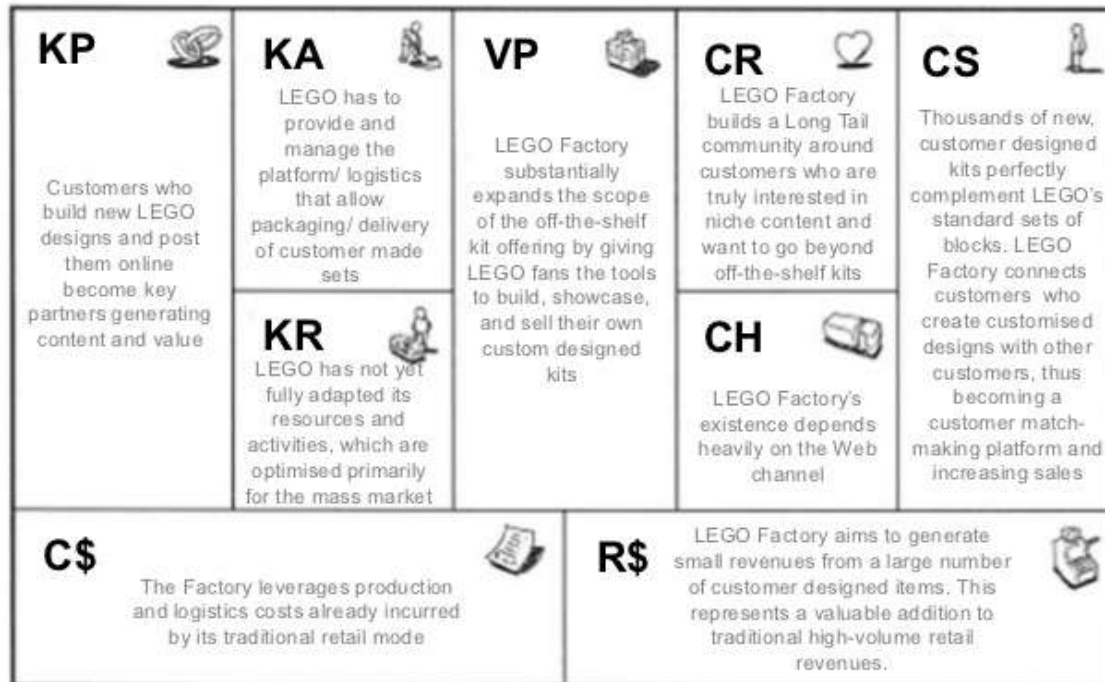 KP
Customers who
build new LEGO
designs and post
them online
become key
partners generating
content and value
KA
LEGO has to
provide and
manage the
platform/ logistics
that allow
packaging/ delivery
of customer made
sets
KR
LEGO has not yet
fully adapted its
resources and
activities, which are
optimised primarily
for the mass market
VP
LEGO Factory
substantially
expands the scope
of the off-the-shelf
kit offering by giving
LEGO fans the tools
to build, showcase,
and sell their own
custom designed
kits
CR
LEGO Factory
builds a Long Tail
community around
customers who are
truly interested in
niche content and
want to go beyond
off-the-shelf kits
CH
LEGO Factory's
existence depends
heavily on the Web
channel
CS
Thousands of new,
customer designed
kits perfectly
complement LEGO's
standard sets of
blocks. LEGO
Factory connects
customers who
create customised
designs with other
customers, thus
becoming a
customer match-
making platform and
increasing sales
C$
The Factory leverages production
and logistics costs already incurred
by its traditional retail mode
R$
LEGO Factory aims to generate
small revenues from a large number
of customer designed items. This
represents a valuable addition to
traditional high-volume retail
revenues.